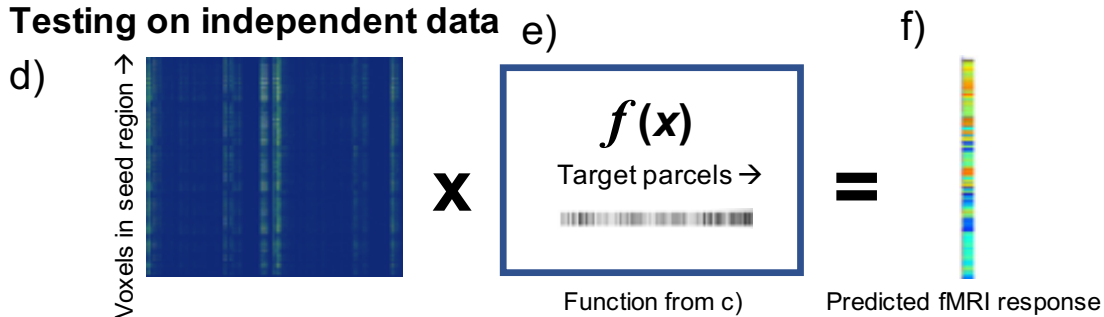 Testing on independent data
d)
Voxels in seed region →
x
e)
f(x)
Target parcels →
Function from c)
=
f)
Predicted fMRI response